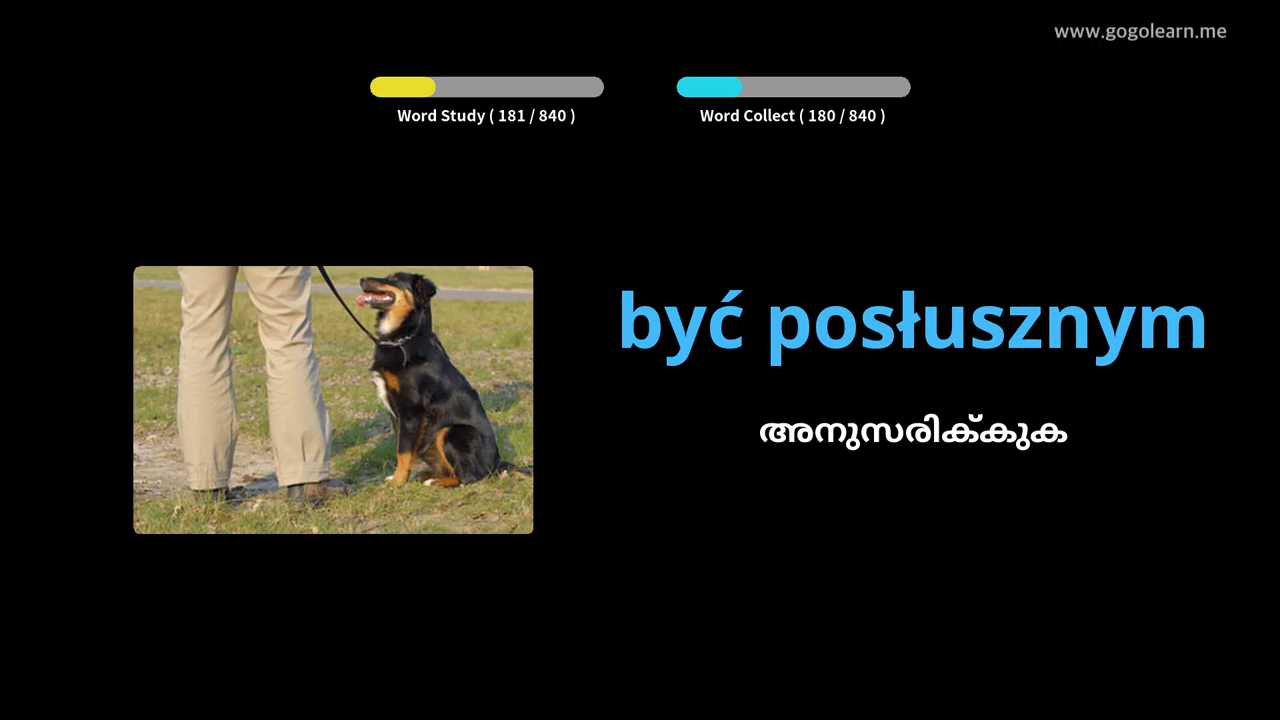 www.gogolearn.me
Word Study ( 181 / 840 )
Word Collect ( 180 / 840 )
być posłusznym
അനുസരിക്കുക